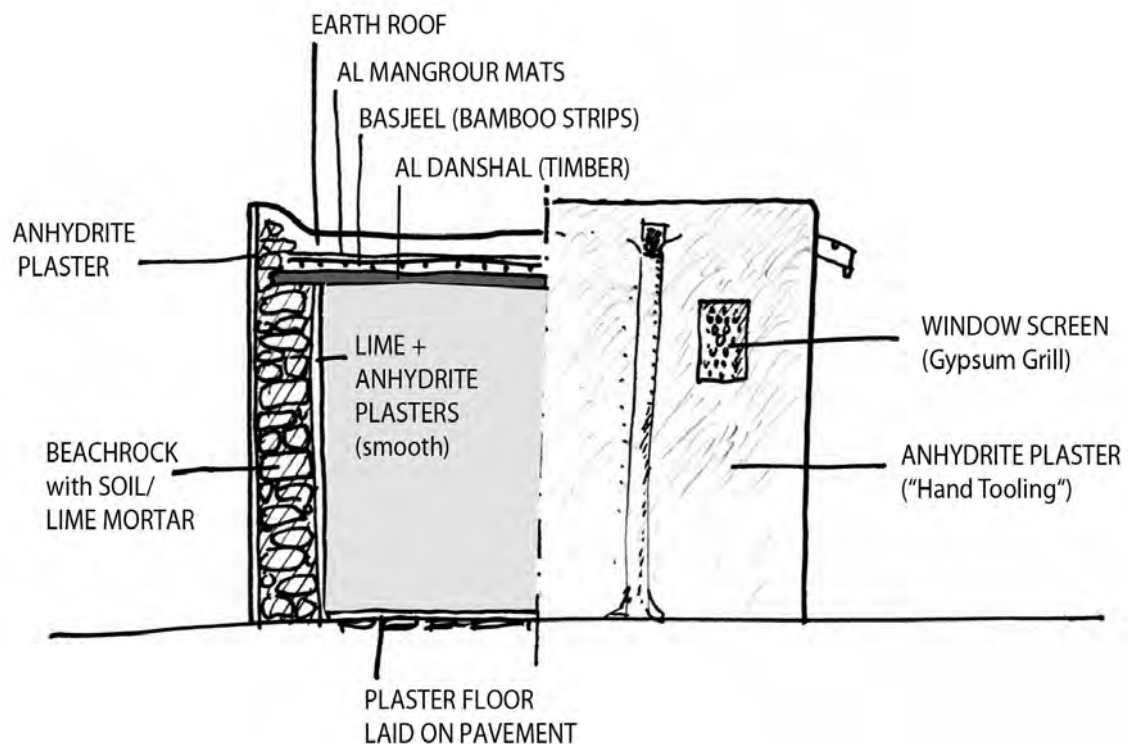 EARTH ROOF
AL MANGROUR MATS
BASJEEL (BAMBOO STRIPS)
AL DANSHAL (TIMBER)
ANHYDRITE
PLASTER
LIME +
ANHYDRITE
PLASTERS
(smooth)
WINDOW SCREEN
(Gypsum Grill)
BEACHROCK
with SOIL/
LIME MORTAR
ANHYDRITE PLASTER
(“Hand Tooling“)
PLASTER FLOOR
LAID ON PAVEMENT